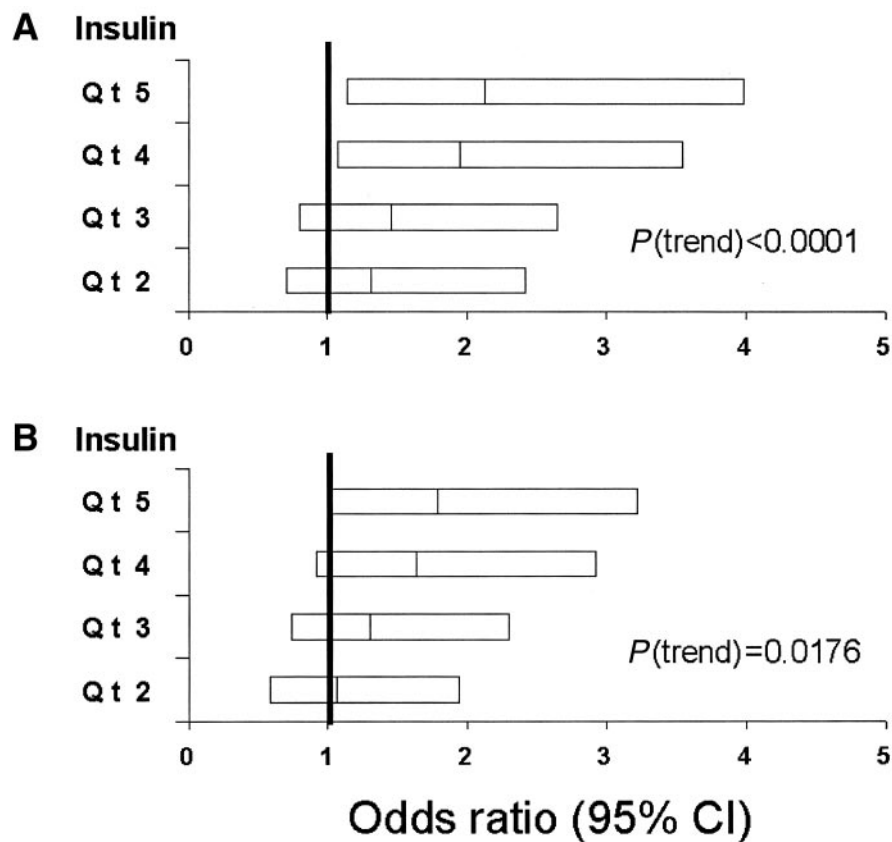 A Insulin
Q t 5
Q t 4
Q t 3
Q t 2
P(trend)<0.0001
0 1 2 3 4 5
B Insulin
Q t 5
Q t 4
Q t 3
Q t 2
P(trend)=0.0176
0 1 2 3 4 5
Odds ratio (95% CI)